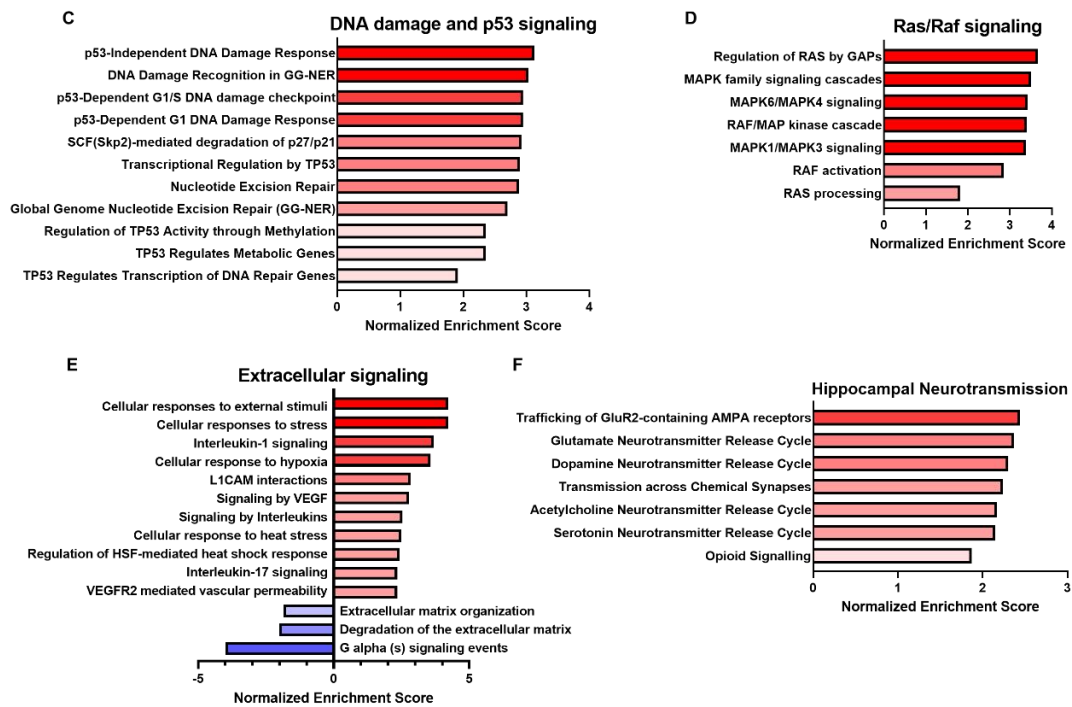 C
DNA damage and p53 signaling
p53-Independent DNA Damage Response
DNA Damage Recognition in GG-NER
p53-Dependent G1/S DNA damage checkpoint
p53-Dependent G1 DNA Damage Response
SCF(Skp2)-mediated degradation of p27/p21
Transcriptional Regulation by TP53
Nucleotide Excision Repair
Global Genome Nucleotide Excision Repair (GG-NER)
Regulation of TP53 Activity through Methylation
TP53 Regulates Metabolic Genes
TP53 Regulates Transcription of DNA Repair Genes
0 1 2 3 4
Normalized Enrichment Score
D
Ras/Raf signaling
Regulation of RAS by GAPs
MAPK family signaling cascades
MAPK6/MAPK4 signaling
RAF/MAP kinase cascade
MAPK1/MAPK3 signaling
RAF activation
RAS processing
0 1 2 3 4
Normalized Enrichment Score
E
Extracellular signaling
Cellular responses to external stimuli
Cellular responses to stress
Interleukin-1 signaling
Cellular response to hypoxia
L1CAM interactions
Signaling by VEGF
Signaling by Interleukins
Cellular response to heat stress
Regulation of HSF-mediated heat shock response
Interleukin-17 signaling
VEGFR2 mediated vascular permeability
Extracellular matrix organization
Degradation of the extracellular matrix
G alpha (s) signaling events
-5 0 5
Normalized Enrichment Score
F
Hippocampal Neurotransmission
Trafficking of GluR2-containing AMPA receptors
Glutamate Neurotransmitter Release Cycle
Dopamine Neurotransmitter Release Cycle
Transmission across Chemical Synapses
Acetylcholine Neurotransmitter Release Cycle
Serotonin Neurotransmitter Release Cycle
Opioid Signalling
0 1 2 3
Normalized Enrichment Score